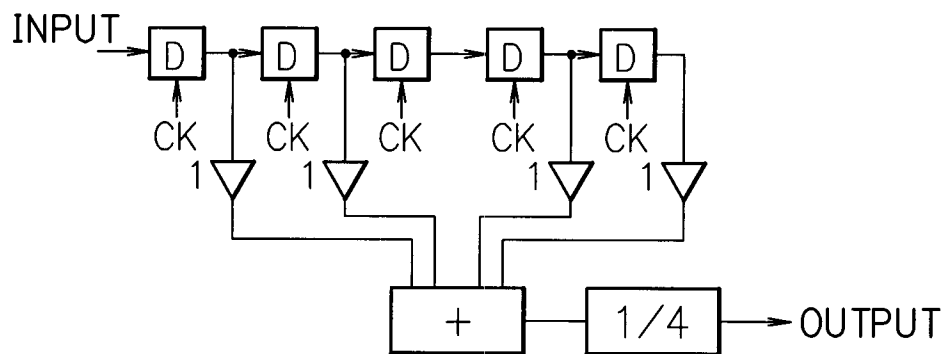 INPUT
D D D D D
CK CK CK CK CK
1 1 1 1
+ 1/4 OUTPUT